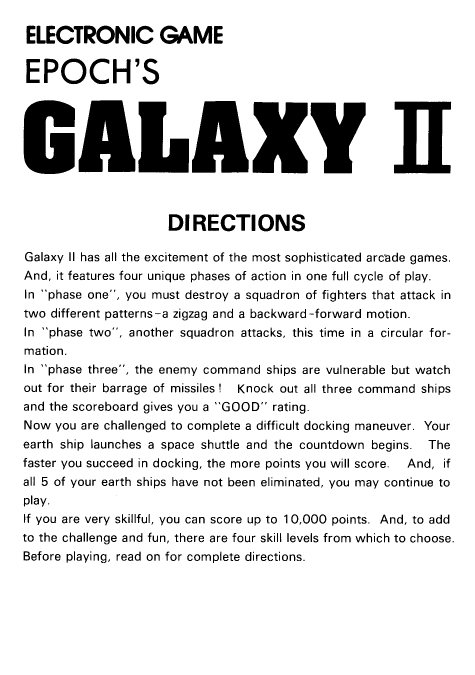 ELECTRONIC GAME
EPOCH'S
GALAXY II
DIRECTIONS
Galaxy II has all the excitement of the most sophisticated arcade games.
And, it features four unique phases of action in one full cycle of play.
In "phase one", you must destroy a squadron of fighters that attack in
two different patterns–a zigzag and a backward-forward motion.
In "phase two", another squadron attacks, this time in a circular for-
mation.
In "phase three", the enemy command ships are vulnerable but watch
out for their barrage of missiles! Knock out all three command ships
and the scoreboard gives you a "GOOD" rating.
Now you are challenged to complete a difficult docking maneuver. Your
earth ship launches a space shuttle and the countdown begins. The
faster you succeed in docking, the more points you will score. And, if
all 5 of your earth ships have not been eliminated, you may continue to
play.
If you are very skillful, you can score up to 10,000 points. And, to add
to the challenge and fun, there are four skill levels from which to choose.
Before playing, read on for complete directions.